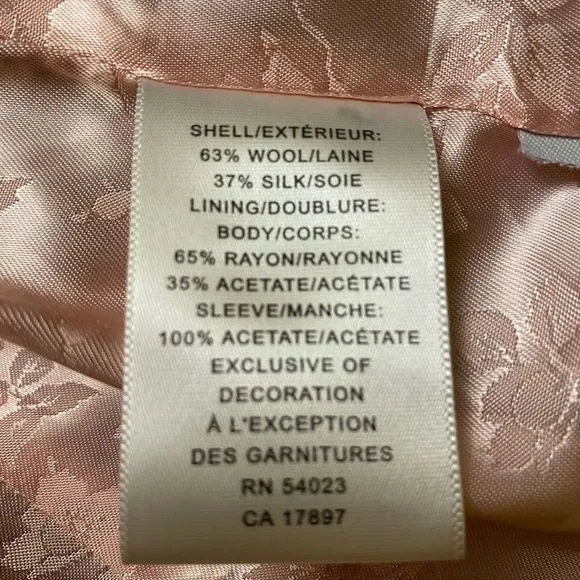 SHELL/EXTÉRIEUR:
63% WOOL/LAINE
37% SILK/SOIE
LINING/DOUBLURE:
BODY/CORPS:
65% RAYON/RAYONNE
35% ACETATE/ACÉTATE
SLEEVE/MANCHE:
100% ACETATE/ACÉTATE
EXCLUSIVE OF
DECORATION
À L'EXCEPTION
DES GARNITURES
RN 54023
CA 17897